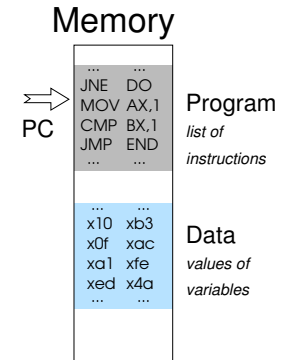 Memory
... ...
JNE DO
MOV AX,1
CMP BX,1
JMP END
... ...
PC
Program
list of
instructions
... ...
x10 xb3
x0f xac
xa1 xfe
xed x4a
... ...
Data
values of
variables